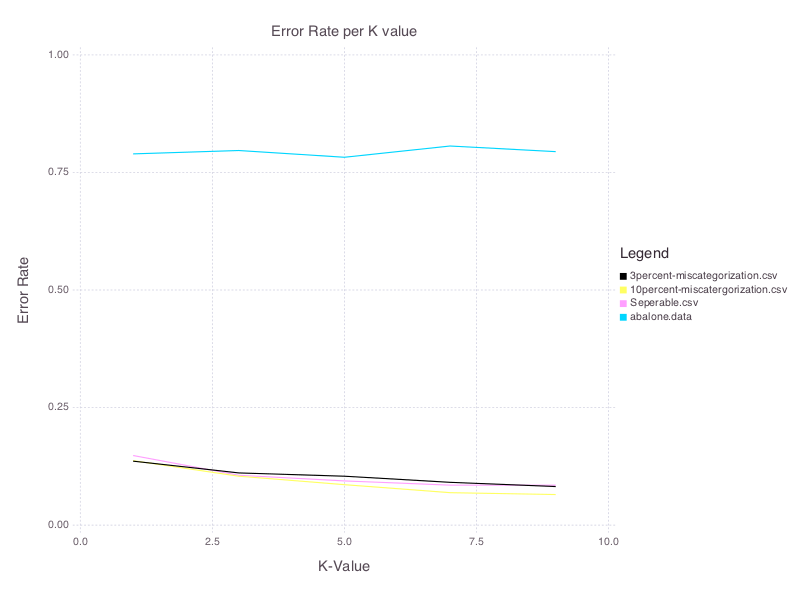 Error Rate per K value
1.00
0.75
0.50
0.25
0.00
Error Rate
0.0 2.5 5.0 7.5 10.0
K-Value
Legend
3percent-miscategorization.csv
10percent-miscatergorization.csv
Seperable.csv
abalone.data